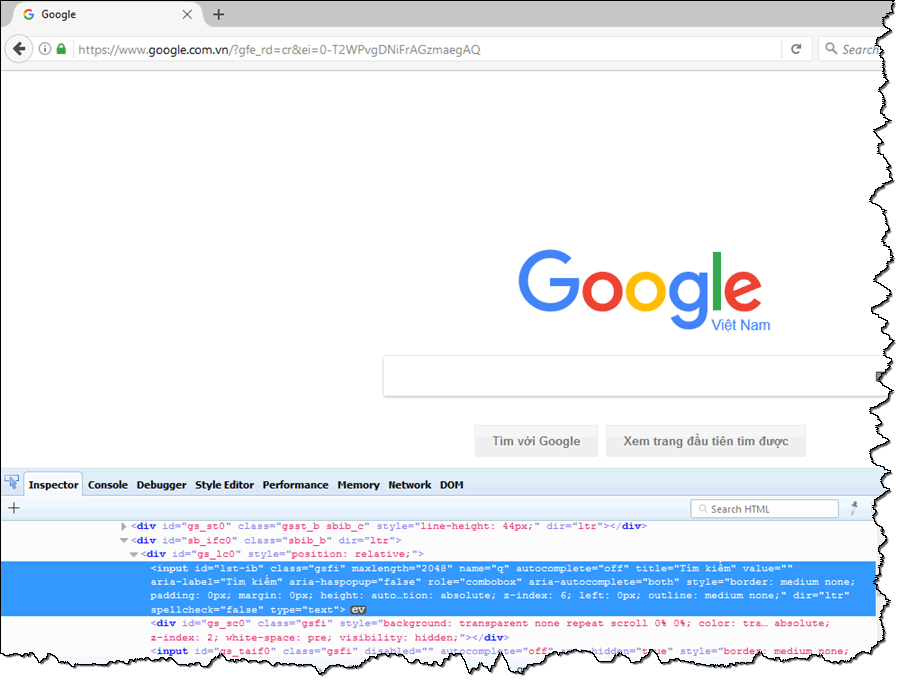 Google
https://www.google.com.vn/?gfe_rd=cr&ei=0-T2WPvgDNiFrAGzmaegAQ
Search
Google
Việt Nam
Tìm với Google
Xem trang đầu tiên tìm được
Inspector Console Debugger Style Editor Performance Memory Network DOM
Search HTML
<div id="gs_st0" class="gsst_b sbib_c" style="line-height: 44px;" dir="ltr"></div>
<div id="sb_ifc0" class="sbib_b" dir="ltr">
<div id="gs_lc0" style="position: relative;">
<input id="lst-ib" class="gsfi" maxlength="2048" name="q" autocomplete="off" title="Tìm kiếm" value=""
aria-label="Tìm kiếm" aria-haspopup="false" role="combobox" aria-autocomplete="both" style="border: medium none;
padding: 0px; margin: 0px; height: auto…tion: absolute; z-index: 6; left: 0px; outline: medium none;" dir="ltr"
spellcheck="false" type="text"> ev
<div id="gs_sc0" class="gsfi" style="background: transparent none repeat scroll 0% 0%; color: tra… absolute;
z-index: 2; white-space: pre; visibility: hidden;"></div>
<input id="gs_taif0" class="gsfi" disabled="" autocomplete="off" style="border: medium none;